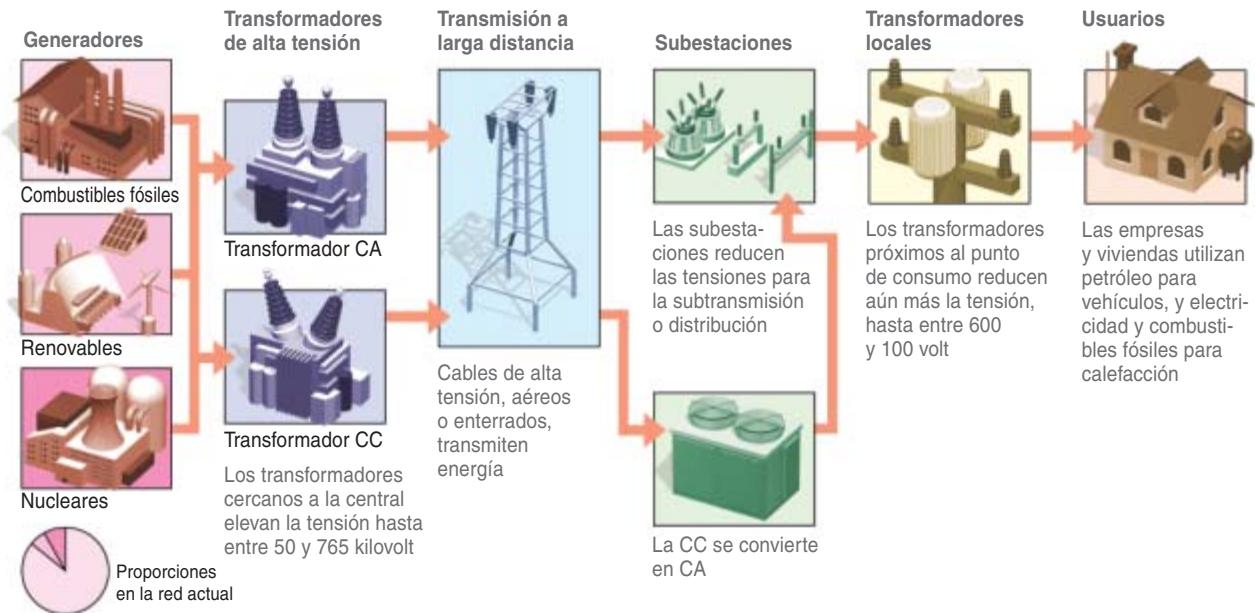 Generadores
Combustibles fósiles
Renovables
Nucleares
Proporciones
en la red actual
Transformadores
de alta tensión
Transformador CA
Transformador CC
Los transformadores
cercanos a la central
elevan la tensión hasta
entre 50 y 765 kilovolt
Transmisión a
larga distancia
Cables de alta
tensión, aéreos
o enterrados,
transmiten
energía
Subestaciones
Las subesta-
ciones reducen
las tensiones para
la subtransmisión
o distribución
La CC se convierte
en CA
Transformadores
locales
Los transformadores
próximos al punto
de consumo reducen
aún más la tensión,
hasta entre 600
y 100 volt
Usuarios
Las empresas
y viviendas utilizan
petróleo para
vehículos, y electri-
cidad y combusti-
bles fósiles para
calefacción